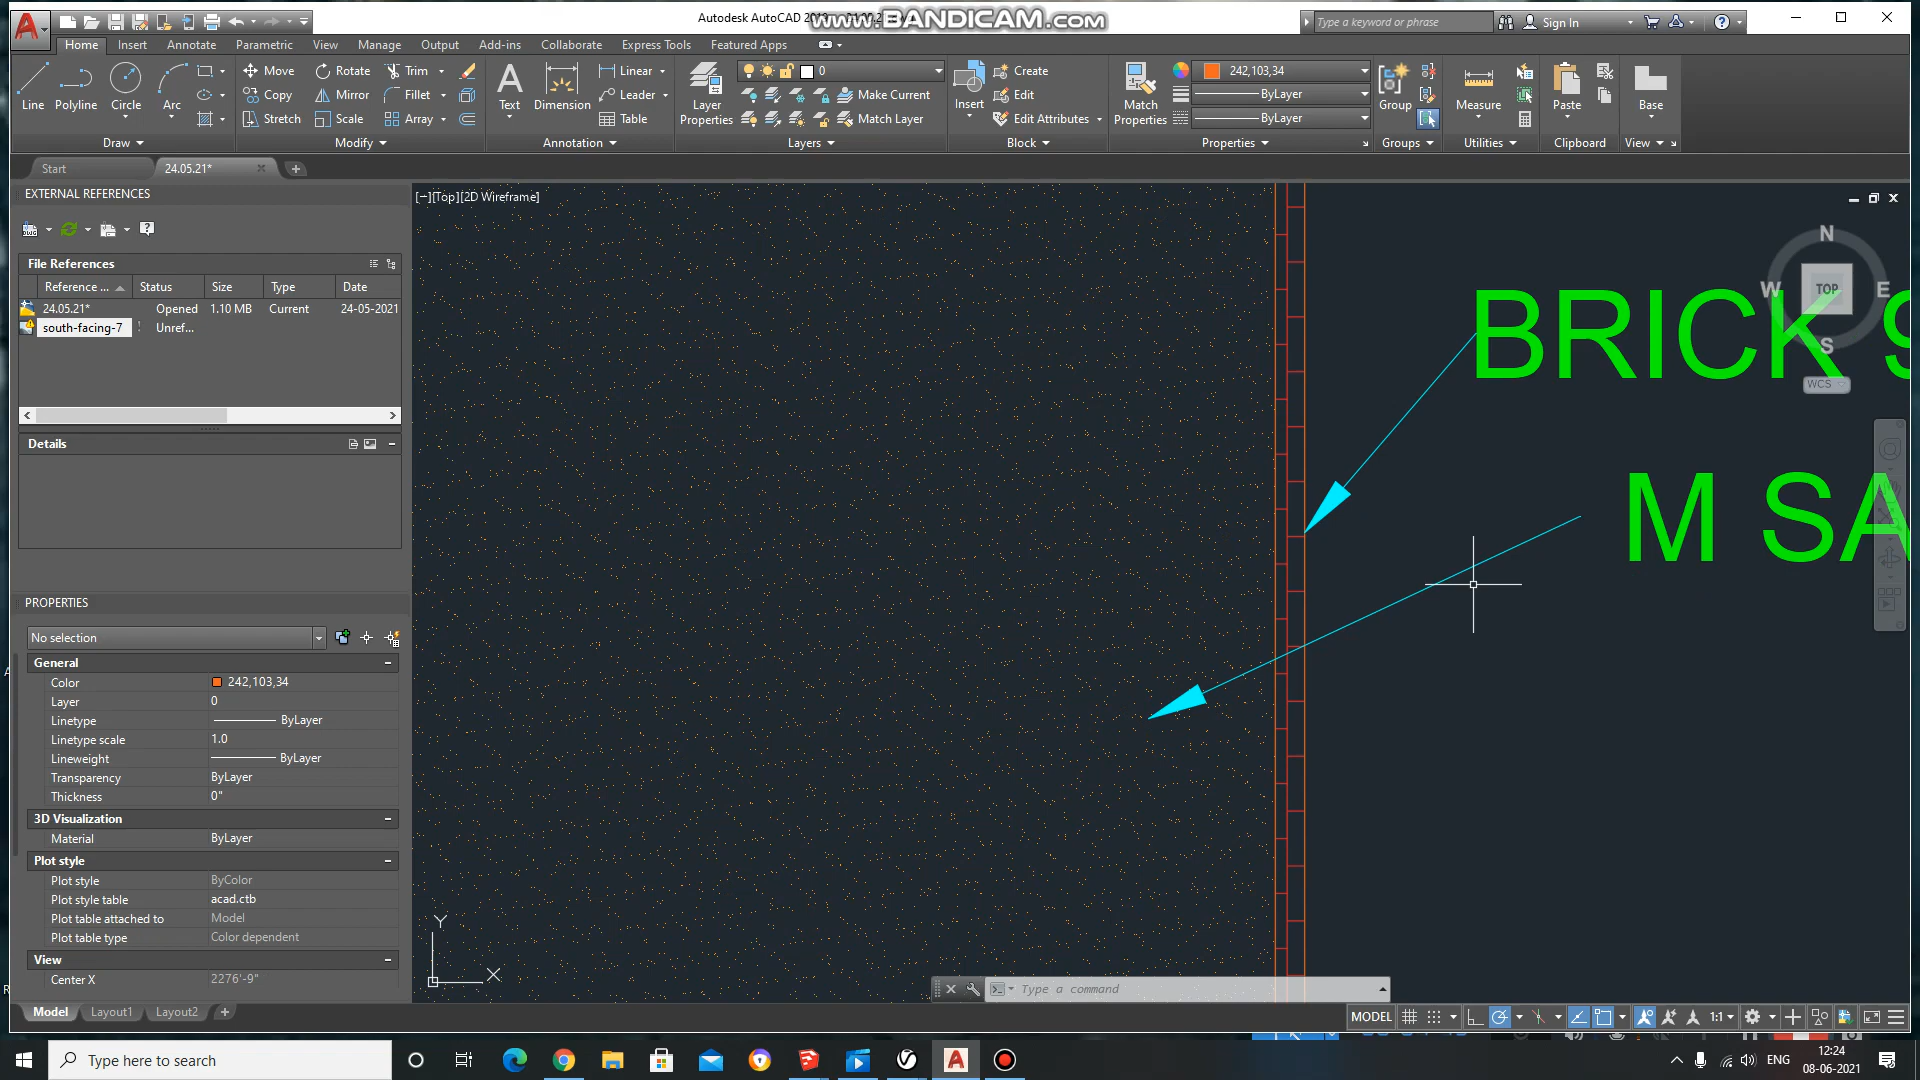 Autodesk AutoCAD
www.BANDICAM.com
Type a keyword or phrase
Sign In
Home Insert Annotate Parametric View Manage Output Add-ins Collaborate Express Tools Featured Apps
Line
Polyline
Circle
Arc
Move Rotate Trim
Copy Mirror Fillet
Stretch Scale Array
Text
Dimension
Linear
Leader
Table
Layer Properties
0
Make Current
Match Layer
Insert
Create
Edit
Edit Attributes
Match Properties
242,103,34
ByLayer
ByLayer
Group
Measure
Paste
Base
Draw Modify Annotation Layers Block Properties Groups Utilities Clipboard View
Start 24.05.21*
EXTERNAL REFERENCES
[−][Top][2D Wireframe]
File References
Reference ... Status Size Type Date
24.05.21* Opened 1.10 MB Current 24-05-2021
south-facing-7 ! Unref...
Details
PROPERTIES
No selection
General
Color 242,103,34
Layer 0
Linetype ByLayer
Linetype scale 1.0
Lineweight ByLayer
Transparency ByLayer
Thickness 0"
3D Visualization
Material ByLayer
Plot style
Plot style ByColor
Plot style table acad.ctb
Plot table attached to Model
Plot table type Color dependent
View
Center X 2276'-9"
N
W TOP E
S
WCS
BRICK
M SA
Y
X
Type a command
Model Layout1 Layout2
MODEL 1:1
Type here to search
ENG
12:24
08-06-2021